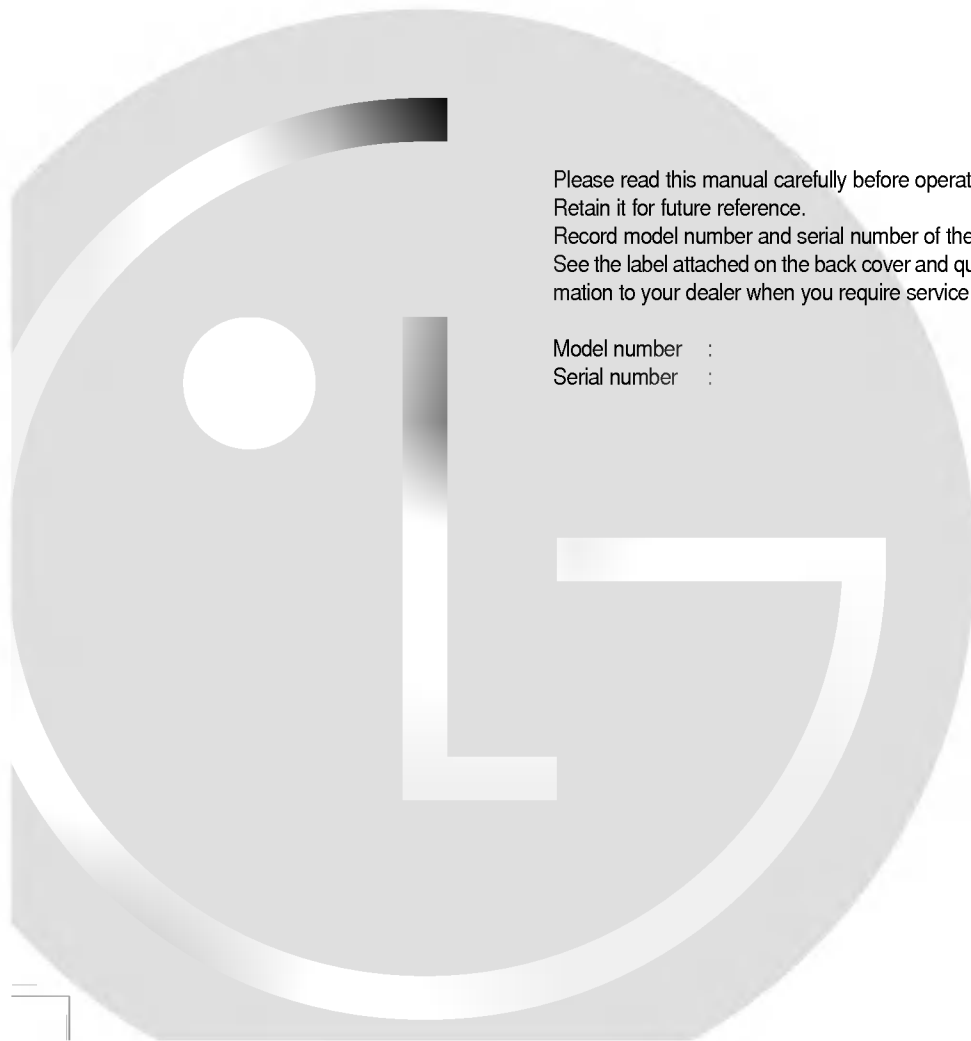 Please read this manual carefully before operat
Retain it for future reference.
Record model number and serial number of the
See the label attached on the back cover and qu
mation to your dealer when you require service
Model number :
Serial number :